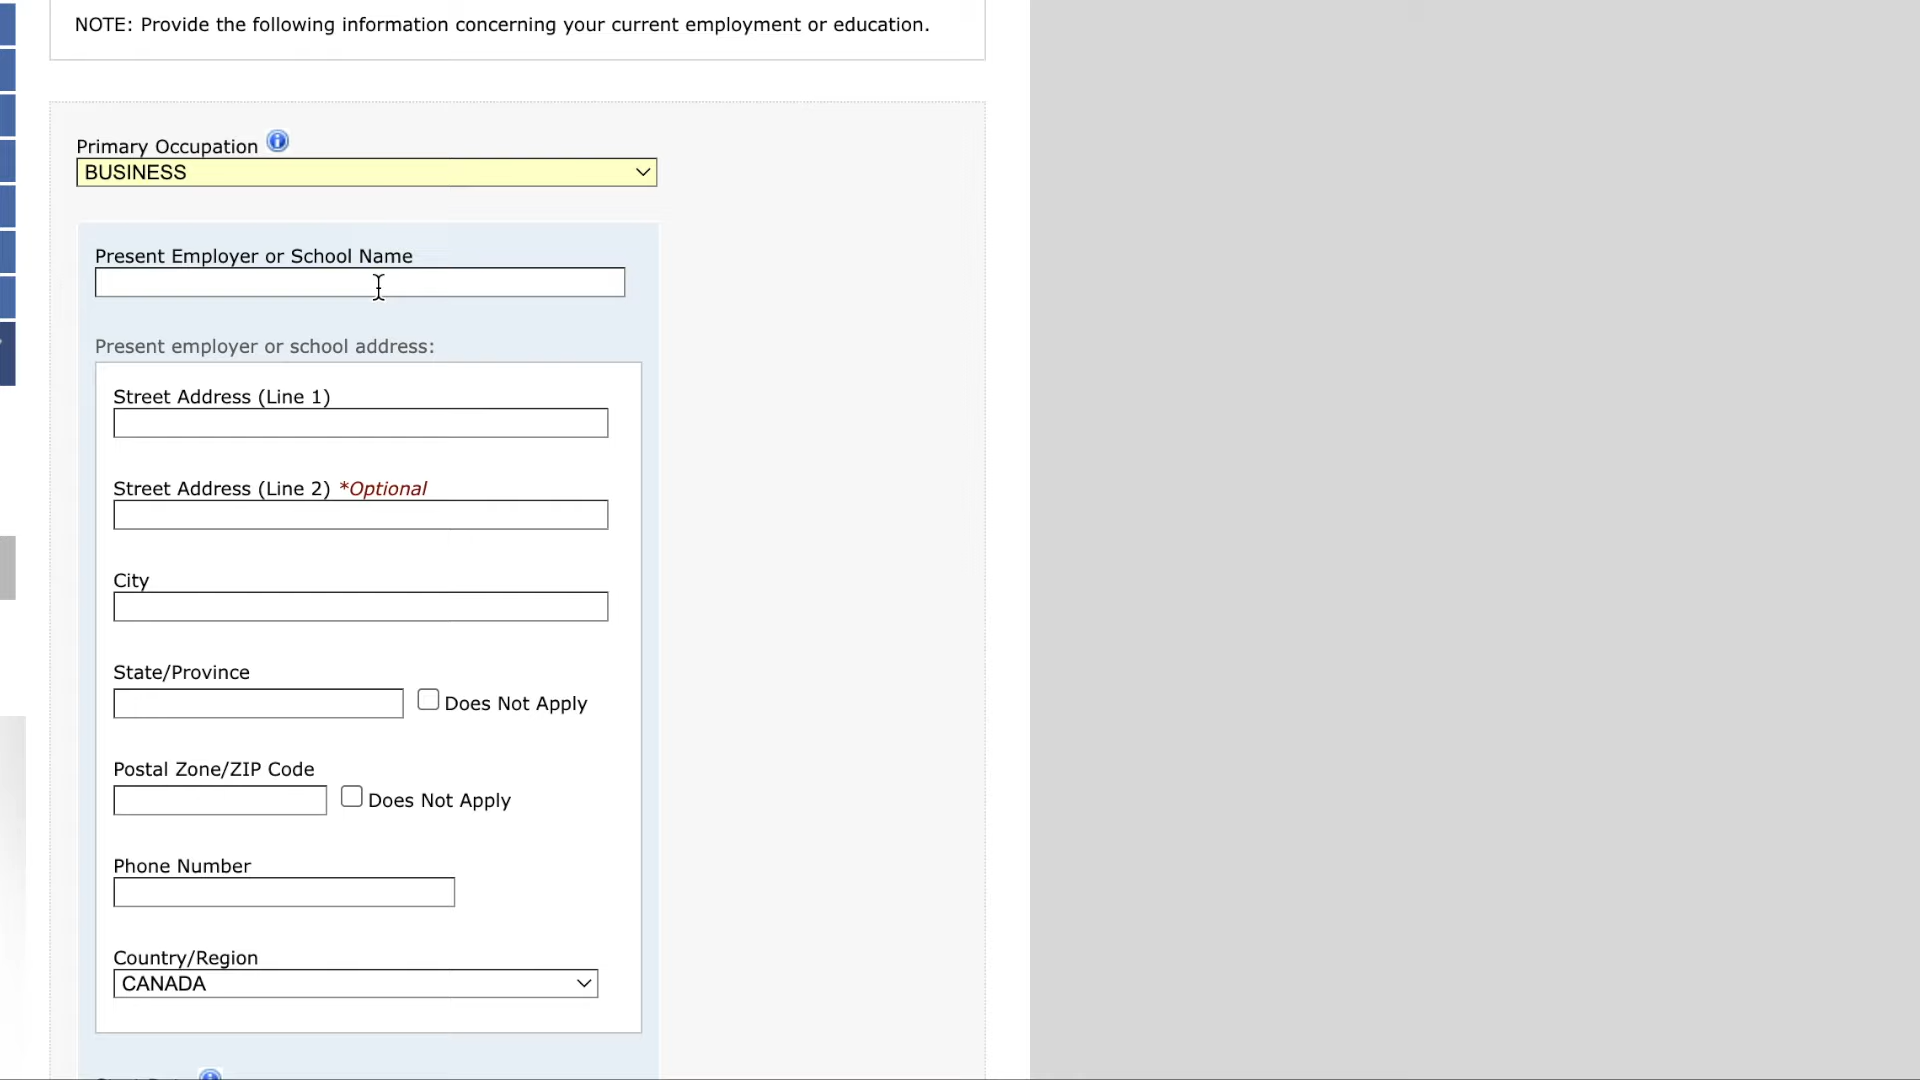 NOTE: Provide the following information concerning your current employment or education.
Primary Occupation
BUSINESS
Present Employer or School Name
Present employer or school address:
Street Address (Line 1)
Street Address (Line 2) *Optional
City
State/Province
Does Not Apply
Postal Zone/ZIP Code
Does Not Apply
Phone Number
Country/Region
CANADA